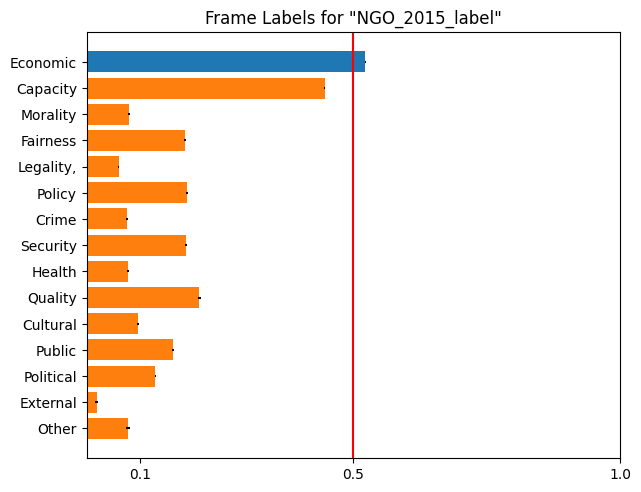 Frame Labels for "NGO_2015_label"
Economic
Capacity
Morality
Fairness
Legality,
Policy
Crime
Security
Health
Quality
Cultural
Public
Political
External
Other
0.1 0.5 1.0